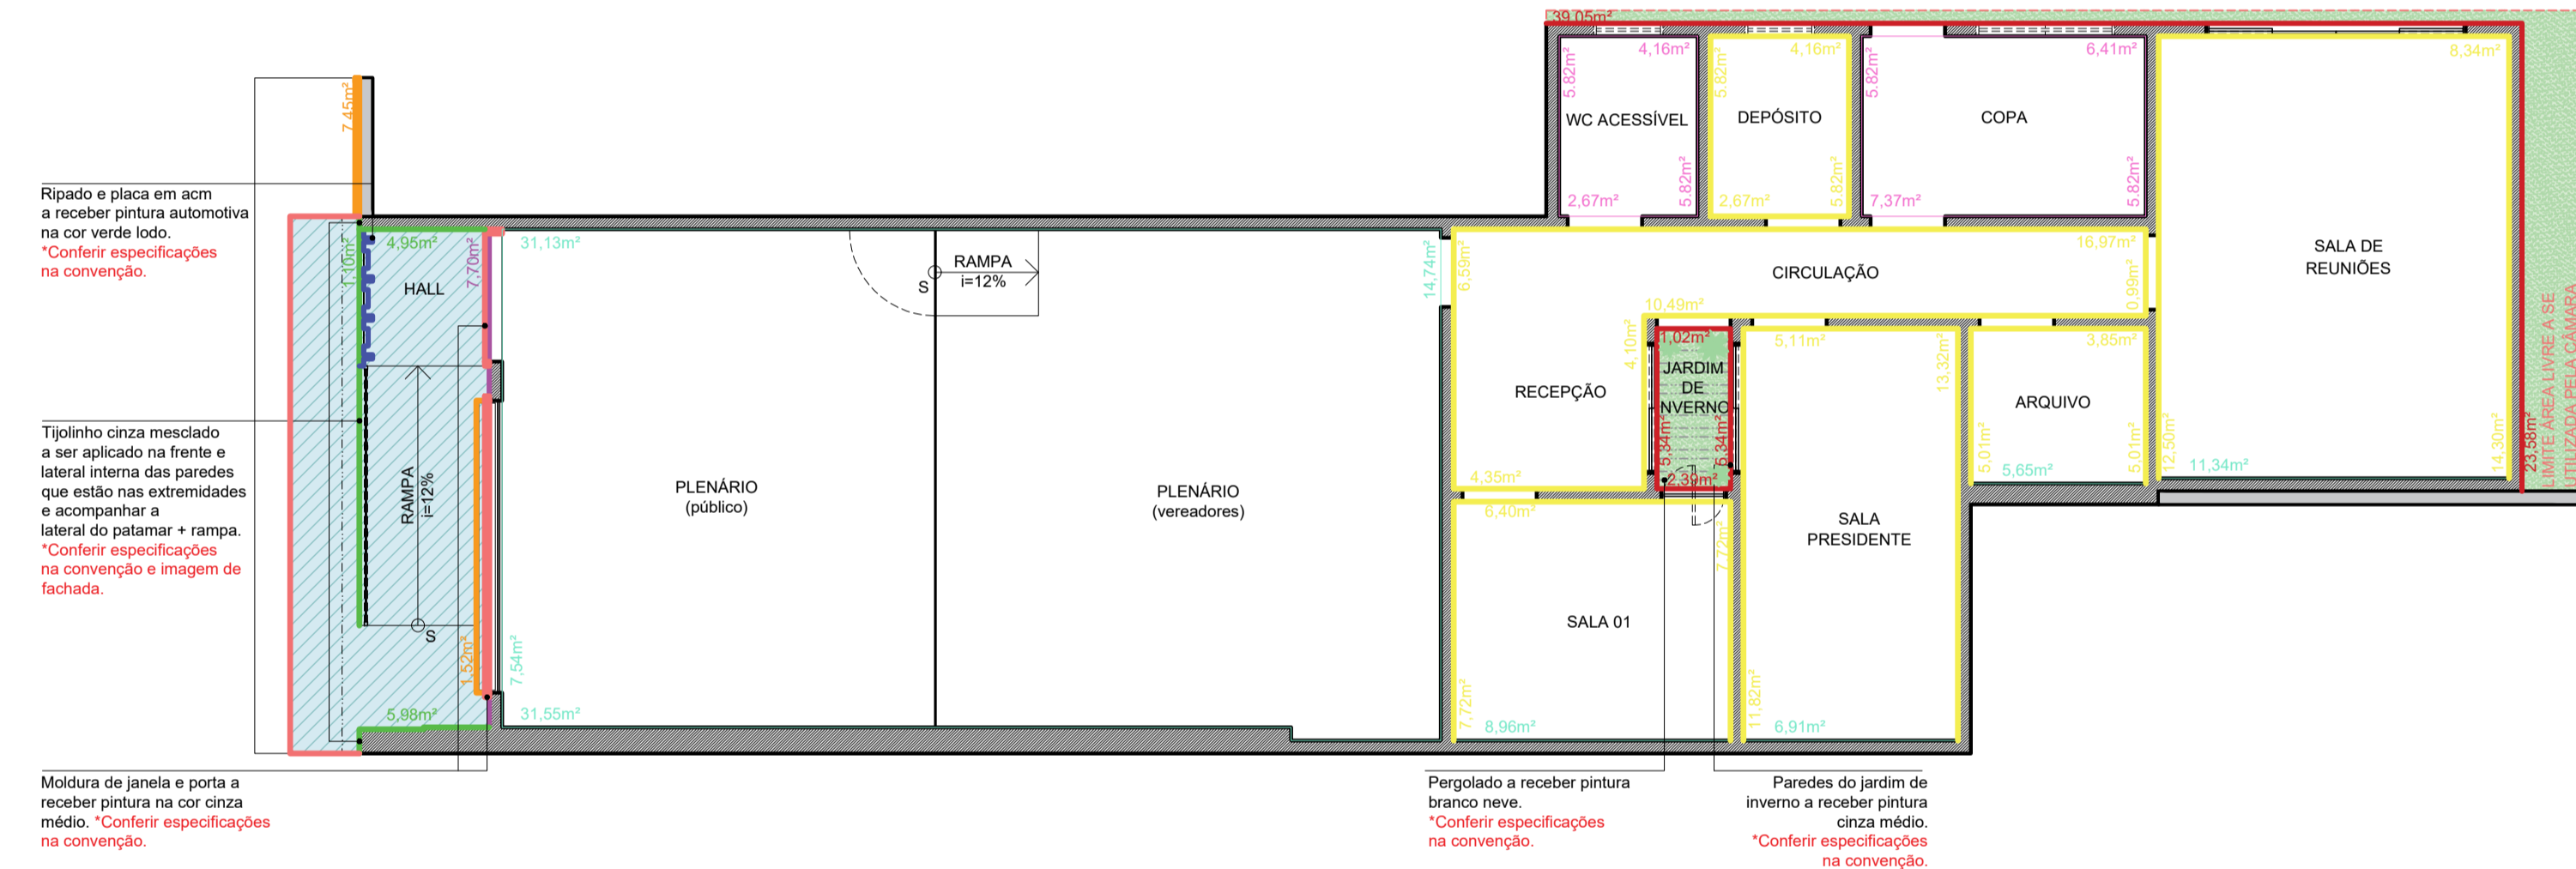 39,05m²
5.82m²
4,16m²
WC ACESSÍVEL
2,67m²
5.82m²
5.82m²
4,16m²
DEPÓSITO
2,67m²
5.82m²
5.82m²
6,41m²
COPA
7,37m²
5.82m²
8,34m²
SALA DE
REUNIÕES
12,50m²
11,34m²
14,30m²
23,58m²
LIMITE ÁREA LIVRE A SE
UTILIZADA PELA CÂMARA
7,45m²
Ripado e placa em acm
a receber pintura automotiva
na cor verde lodo.
*Conferir especificações
na convenção.
1,10m²
4,95m²
7,70m²
HALL
31,13m²
RAMPA
i=12%
S
14,74m²
6,59m²
16,97m²
CIRCULAÇÃO
0,99m²
10,49m²
4,10m²
RECEPÇÃO
4,35m²
1,02m²
JARDIM
DE
NVERNO
5,34m²
5,34m²
2,39m²
5,11m²
13,32m²
SALA
PRESIDENTE
11,82m²
6,91m²
3,85m²
ARQUIVO
5,01m²
5,65m²
5,01m²
Tijolinho cinza mesclado
a ser aplicado na frente e
lateral interna das paredes
que estão nas extremidades
e acompanhar a
lateral do patamar + rampa.
*Conferir especificações
na convenção e imagem de
fachada.
RAMPA
i=12%
S
1,52m²
7,54m²
5,98m²
31,55m²
PLENÁRIO
(público)
PLENÁRIO
(vereadores)
6,40m²
7,72m²
SALA 01
7,72m²
8,96m²
Moldura de janela e porta a
receber pintura na cor cinza
médio. *Conferir especificações
na convenção.
Pergolado a receber pintura
branco neve.
*Conferir especificações
na convenção.
Paredes do jardim de
inverno a receber pintura
cinza médio.
*Conferir especificações
na convenção.